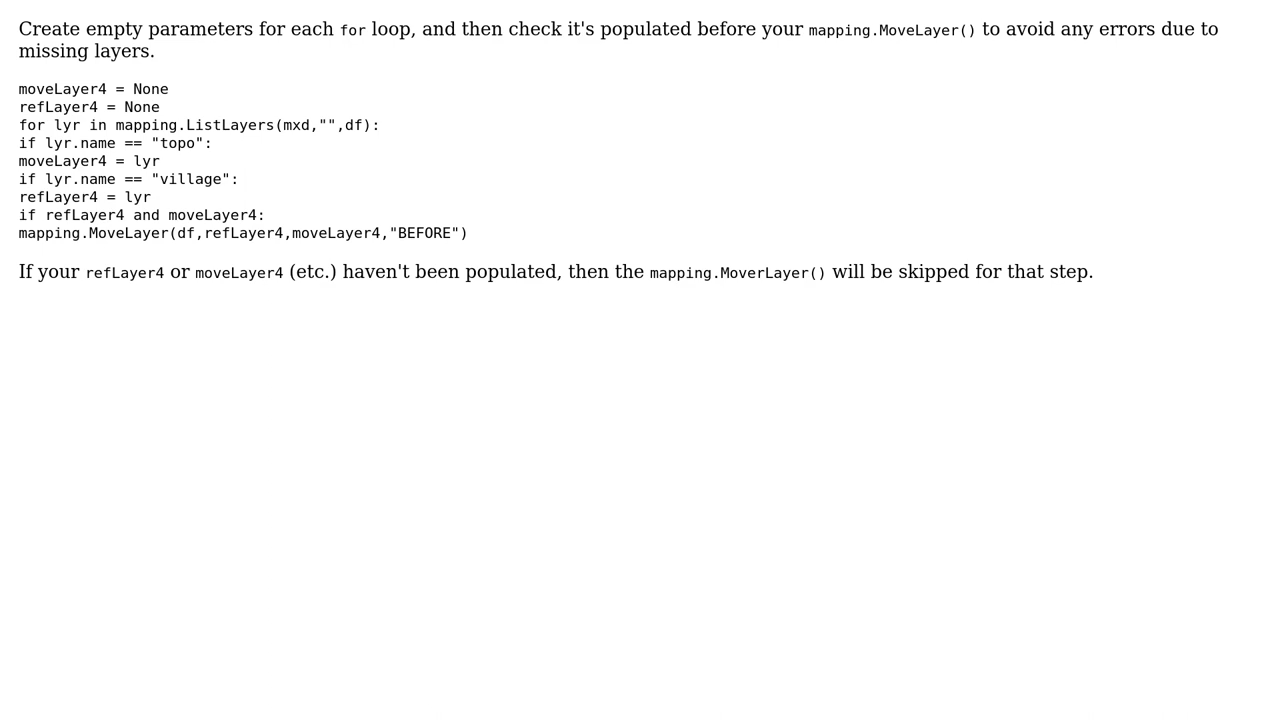 Create empty parameters for each for loop, and then check it's populated before your mapping.MoveLayer() to avoid any errors due to
missing layers.
moveLayer4 = None
refLayer4 = None
for lyr in mapping.ListLayers(mxd,"",df):
if lyr.name == "topo":
moveLayer4 = lyr
if lyr.name == "village":
refLayer4 = lyr
if refLayer4 and moveLayer4:
mapping.MoveLayer(df,refLayer4,moveLayer4,"BEFORE")
If your refLayer4 or moveLayer4 (etc.) haven't been populated, then the mapping.MoverLayer() will be skipped for that step.